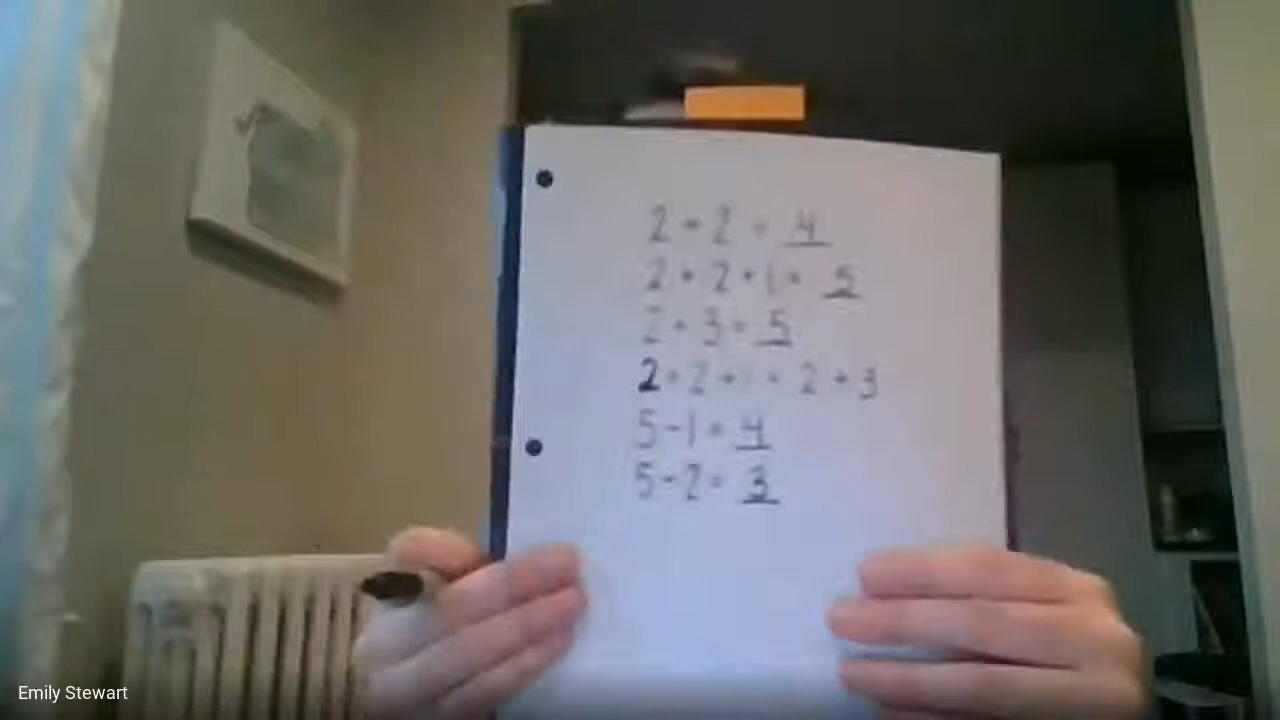 2 + 2 = 4
2 + 2 + 1 = 5
2 + 3 = 5
2 + 2 + 1 = 2 + 3
5 - 1 = 4
5 - 2 = 3
Emily Stewart